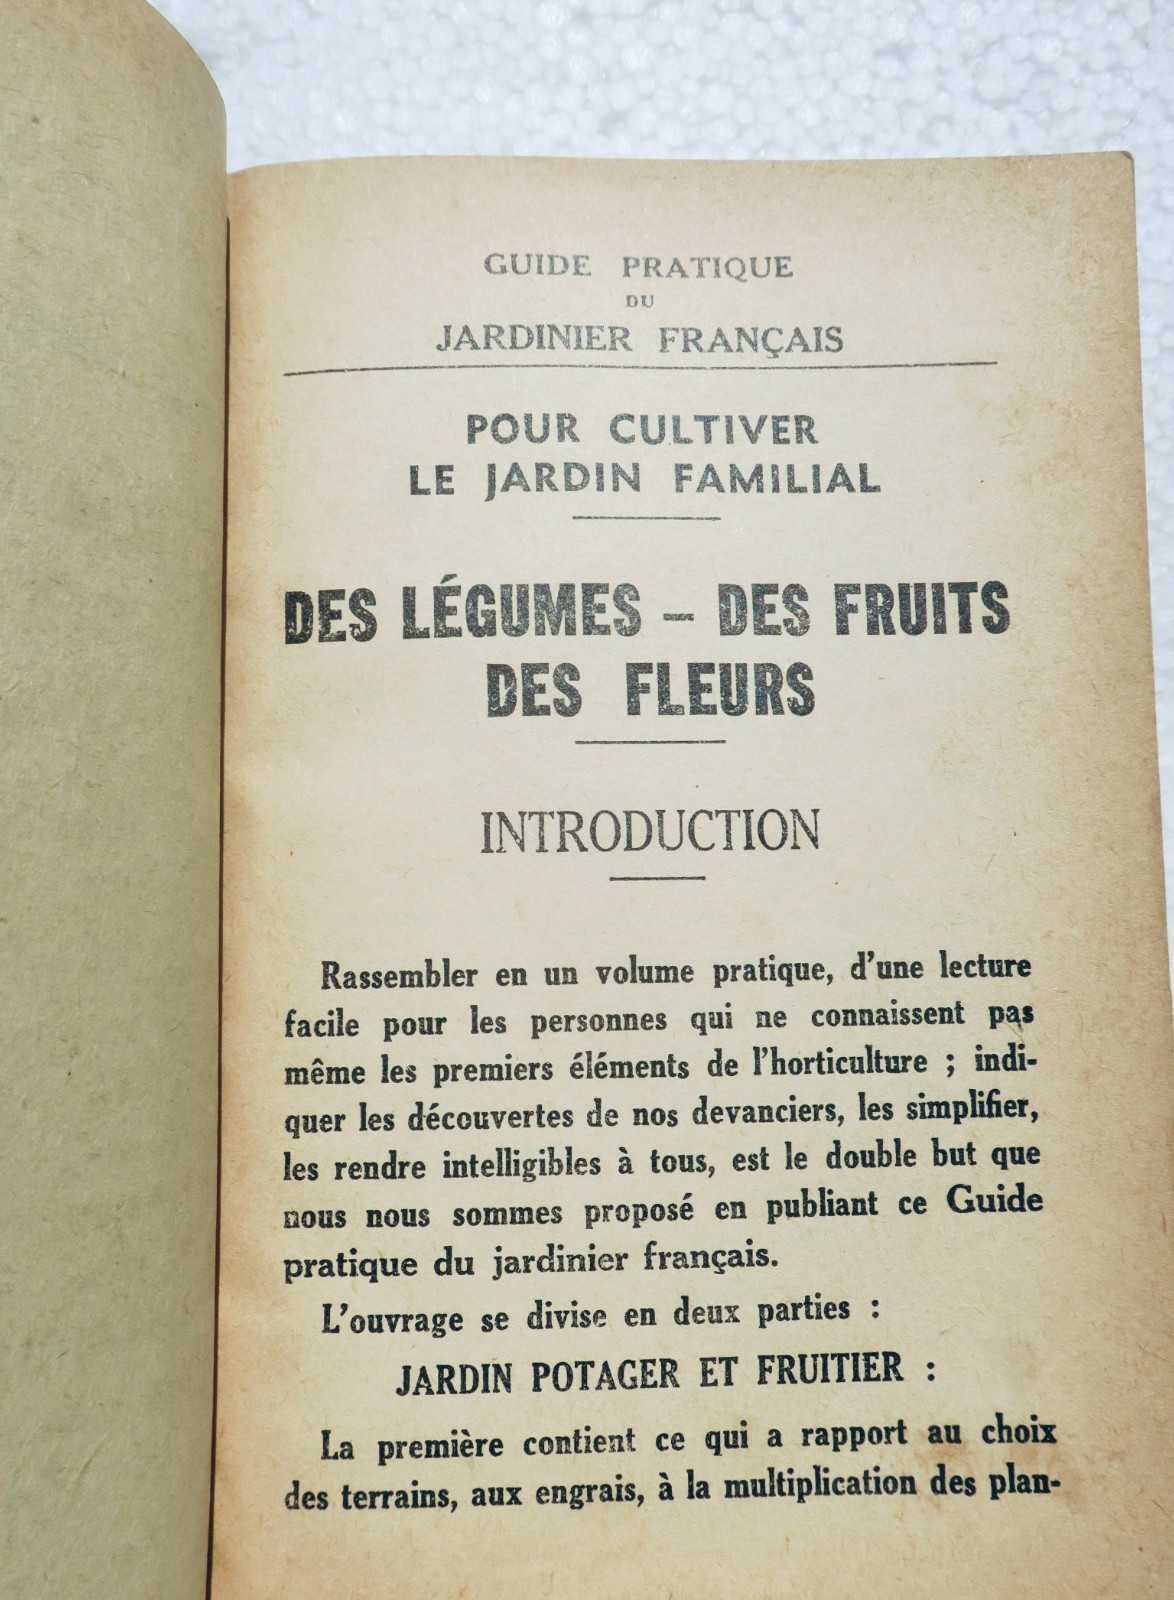 GUIDE PRATIQUE
DU
JARDINIER FRANÇAIS
POUR CULTIVER
LE JARDIN FAMILIAL
DES LÉGUMES – DES FRUITS
DES FLEURS
INTRODUCTION
Rassembler en un volume pratique, d'une lecture
facile pour les personnes qui ne connaissent pas
même les premiers éléments de l'horticulture ; indi-
quer les découvertes de nos devanciers, les simplifier,
les rendre intelligibles à tous, est le double but que
nous nous sommes proposé en publiant ce Guide
pratique du jardinier français.
L'ouvrage se divise en deux parties :
JARDIN POTAGER ET FRUITIER :
La première contient ce qui a rapport au choix
des terrains, aux engrais, à la multiplication des plan-